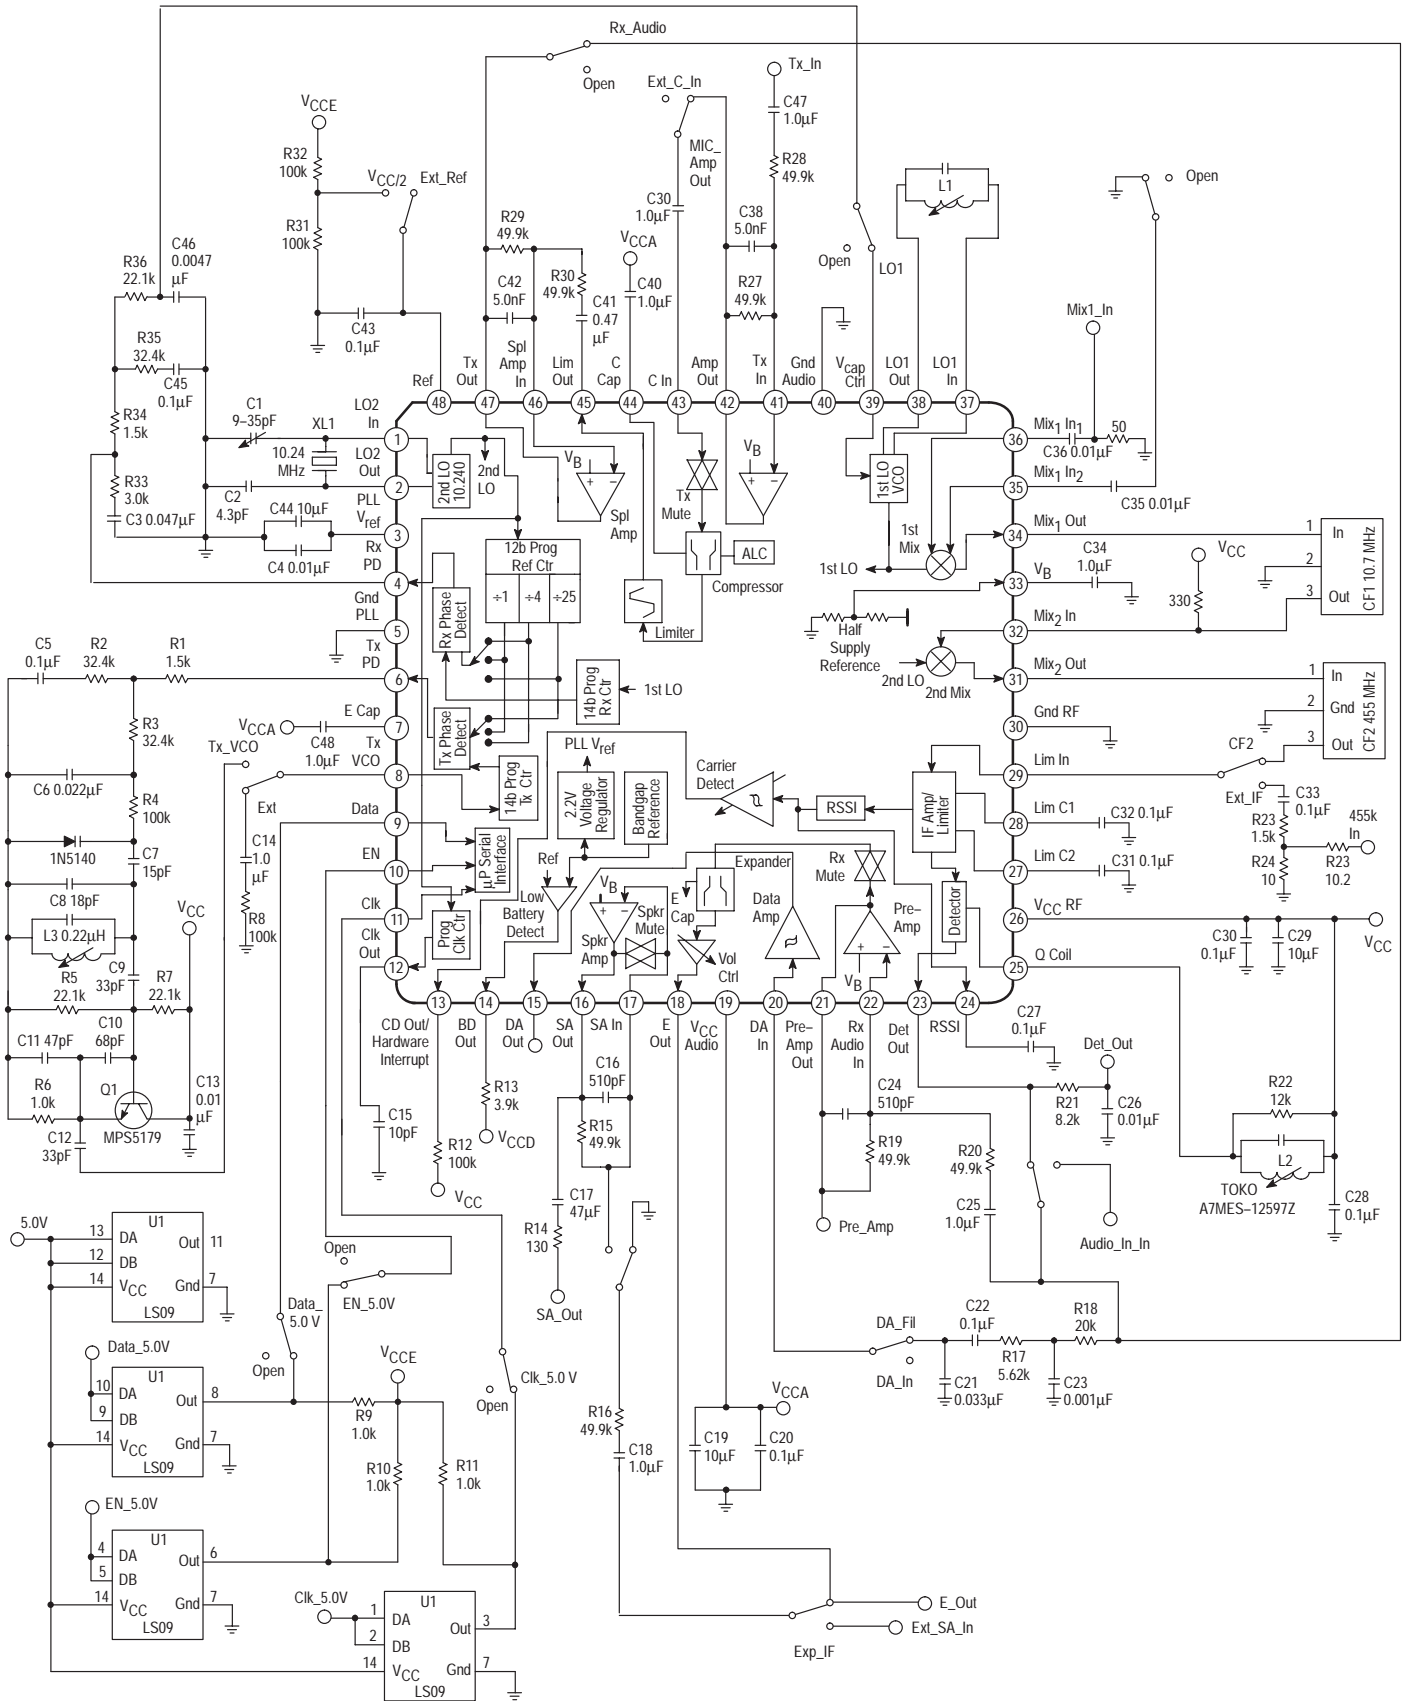 Rx_Audio
Open
VCCE
R32
100k
VCC/2
Ext_Ref
R31
100k
C43
0.1µF
Ext_C_In
MIC_
Amp
Out
Tx_In
C47
1.0µF
R28
49.9k
C30
1.0µF
C38
5.0nF
R27
49.9k
R29
49.9k
C42
5.0nF
R30
49.9k
C41
0.47
µF
VCCA
C40
1.0µF
Open
LO1
L1
Open
Mix1_In
R36
22.1k
C46
0.0047
µF
R35
32.4k
C45
0.1µF
R34
1.5k
R33
3.0k
C3 0.047µF
C1
9–35pF
XL1
10.24
MHz
C2
4.3pF
C44 10µF
C4 0.01µF
Ref
Tx
Out
Spl
Amp
In
Lim
Out
C
Cap
C In
Amp
Out
Tx
In
Gnd
Audio
Vcap
Ctrl
LO1
Out
LO1
In
48
47
46
45
44
43
42
41
40
39
38
37
LO2
In
1
LO2
Out
2
PLL
Vref
3
Rx
PD
4
Gnd
PLL
5
Tx
PD
6
E Cap
7
Tx
VCO
8
Data
9
EN
10
Clk
11
Clk
Out
12
2nd LO
10.240
2nd
LO
VB
+ –
Spl
Amp
Tx
Mute
VB
+ –
1st LO
VCO
1st
Mix
1st LO
12b Prog
Ref Ctr
÷1
÷4
÷25
ALC
Compressor
Limiter
Rx Phase
Detect
14b Prog
Rx Ctr
1st LO
Tx Phase
Detect
14b Prog
Tx Ctr
Half
Supply
Reference
2nd LO
2nd Mix
PLL Vref
2.2V
Voltage
Regulator
Bandgap
Reference
Carrier
Detect
RSSI
IF Amp/
Limiter
µP Serial
Interface
Prog
Clk Ctr
Ref
Low
Battery
Detect
VB
+ –
Spkr
Amp
Spkr
Mute
E
Cap
Expander
Vol
Ctrl
Data
Amp
Rx
Mute
Pre–
Amp
+ –
VB
Detector
36
Mix1 In1
C36 0.01µF
50
35
Mix1 In2
C35 0.01µF
34
Mix1 Out
33
VB
C34
1.0µF
VCC
330
32
Mix2 In
31
Mix2 Out
30
Gnd RF
29
Lim In
28
Lim C1
C32 0.1µF
27
Lim C2
C31 0.1µF
26
VCC RF
25
Q Coil
1
In
2
3
Out
CF1 10.7 MHz
1
In
2
Gnd
3
Out
CF2 455 MHz
CF2
Ext_IF
C33
0.1µF
R23
1.5k
R24
10
455k
In
R23
10.2
C30
0.1µF
C29
10µF
VCC
C5
0.1µF
R2
32.4k
R1
1.5k
R3
32.4k
C6 0.022µF
R4
100k
1N5140
C7
15pF
C8 18pF
L3 0.22µH
C9
33pF
R5
22.1k
R7
22.1k
C11 47pF
C10
68pF
R6
1.0k
Q1
MPS5179
C12
33pF
C13
0.01
µF
VCC
VCCA
C48
1.0µF
Tx_VCO
Ext
C14
1.0
µF
R8
100k
13
14
15
16
17
18
19
20
21
22
23
24
CD Out/
Hardware
Interrupt
BD
Out
DA
Out
SA
Out
SA In
E
Out
VCC
Audio
DA
In
Pre–
Amp
Out
Rx
Audio
In
Det
Out
RSSI
C15
10pF
R12
100k
VCC
R13
3.9k
VCCD
C16
510pF
R15
49.9k
C17
47µF
R14
130
SA_Out
C24
510pF
R19
49.9k
Pre_Amp
R20
49.9k
C25
1.0µF
C27
0.1µF
Det_Out
R21
8.2k
C26
0.01µF
Audio_In_In
R22
12k
L2
TOKO
A7MES–12597Z
C28
0.1µF
5.0V
13
DA
12
DB
14
VCC
U1
Out
11
Gnd
7
LS09
Data_5.0V
10
DA
9
DB
14
VCC
U1
Out
8
Gnd
7
LS09
EN_5.0V
4
DA
5
DB
14
VCC
U1
Out
6
Gnd
7
LS09
Clk_5.0V
1
DA
2
DB
14
VCC
U1
Out
3
Gnd
7
LS09
Open
EN_5.0V
Data_
5.0 V
Open
VCCE
R9
1.0k
R10
1.0k
R11
1.0k
Clk_5.0 V
Open
R16
49.9k
C18
1.0µF
C19
10µF
C20
0.1µF
VCCA
DA_Fil
DA_In
C22
0.1µF
R18
20k
R17
5.62k
C21
0.033µF
C23
0.001µF
E_Out
Ext_SA_In
Exp_IF